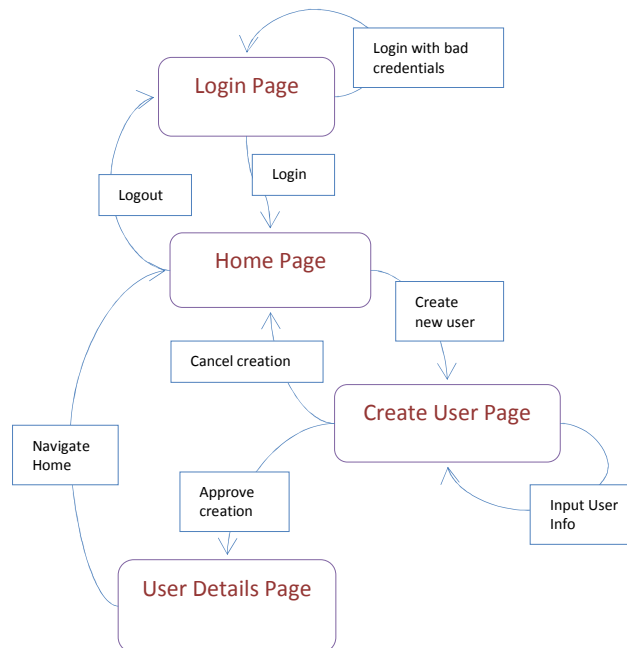 Login with bad
credentials
Login Page
Login
Logout
Home Page
Create
new user
Cancel creation
Create User Page
Navigate
Home
Approve
creation
Input User
Info
User Details Page